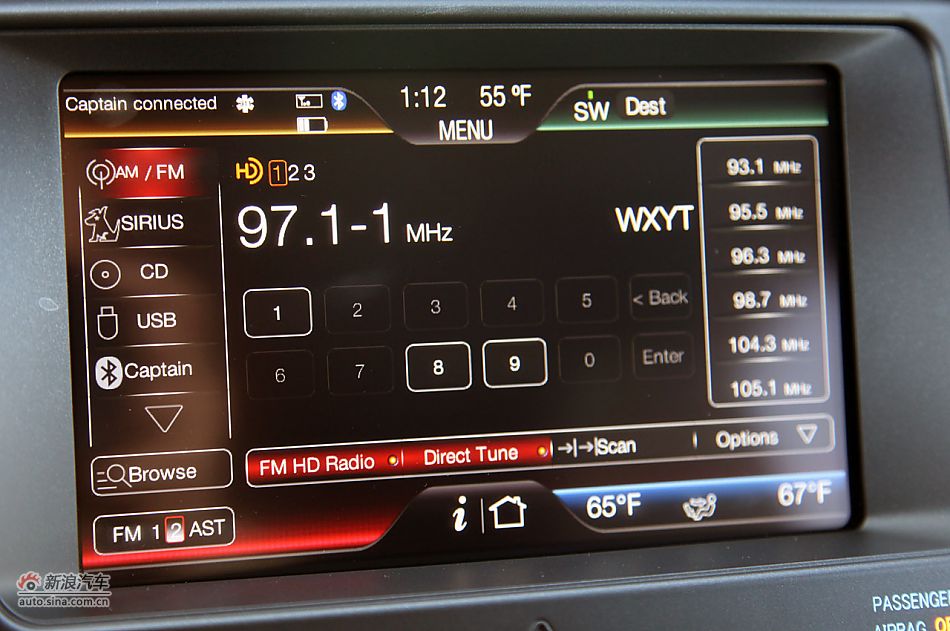 Captain connected
1:12 55 ºF
MENU
SW Dest
AM / FM
SIRIUS
CD
USB
Captain
Browse
FM 1 2 AST
HD 1 2 3
97.1-1 MHz
WXYT
1 2 3 4 5 < Back
6 7 8 9 0 Enter
93.1 MHz
95.5 MHz
96.3 MHz
98.7 MHz
104.3 MHz
105.1 MHz
FM HD Radio Direct Tune Scan Options
i
65°F
67°F
新浪汽车
auto.sina.com.cn
PASSENGER
AIRBAG